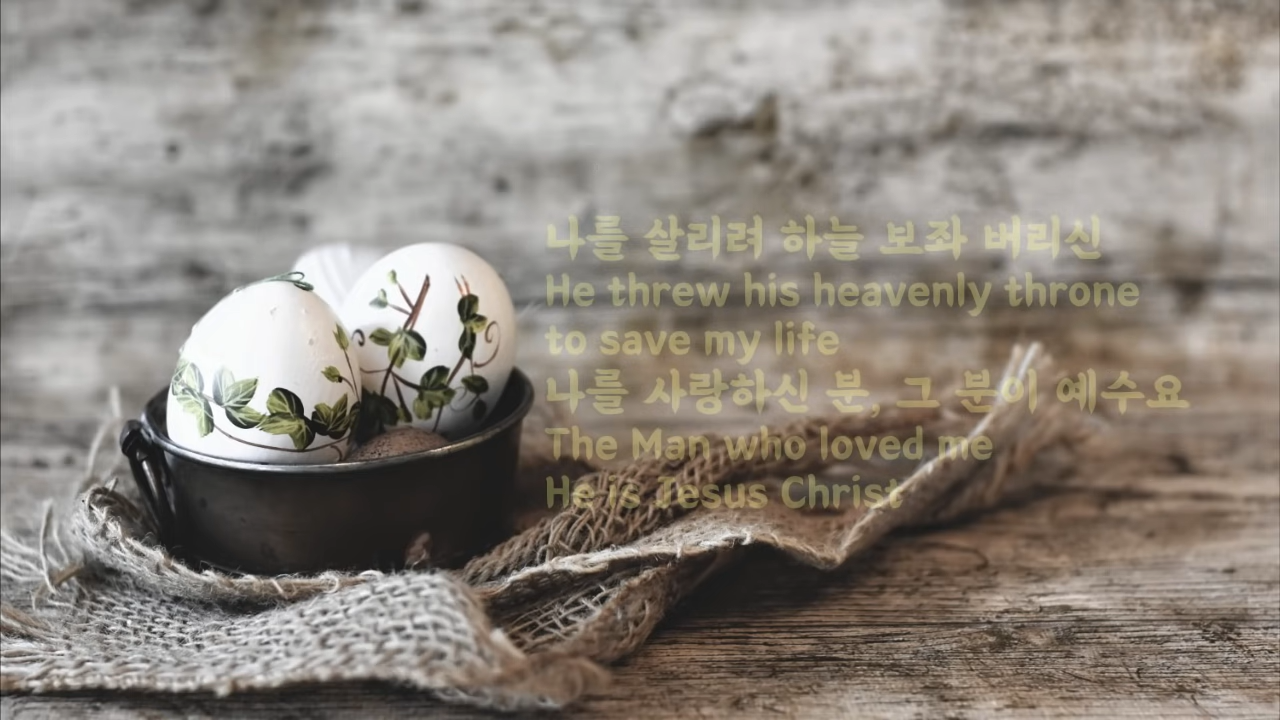 나를 살리려 하늘 보좌 버리신
He threw his heavenly throne
to save my life
나를 사랑하신 분, 그 분이 예수요
The Man who loved me
He is Jesus Christ